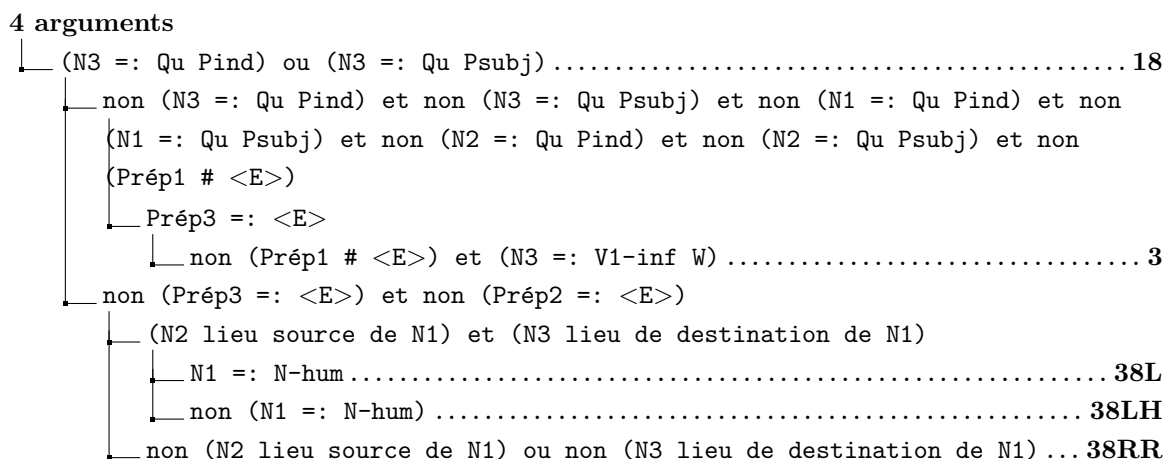 4 arguments
(N3 =: Qu Pind) ou (N3 =: Qu Psubj) ................................................ 18
non (N3 =: Qu Pind) et non (N3 =: Qu Psubj) et non (N1 =: Qu Pind) et non
(N1 =: Qu Psubj) et non (N2 =: Qu Pind) et non (N2 =: Qu Psubj) et non
(Prép1 # <E>)
Prép3 =: <E>
non (Prép1 # <E>) et (N3 =: V1-inf W) .................................. 3
non (Prép3 =: <E>) et non (Prép2 =: <E>)
(N2 lieu source de N1) et (N3 lieu de destination de N1)
N1 =: N-hum ............................................................... 38L
non (N1 =: N-hum) ..................................................... 38LH
non (N2 lieu source de N1) ou non (N3 lieu de destination de N1) ... 38RR